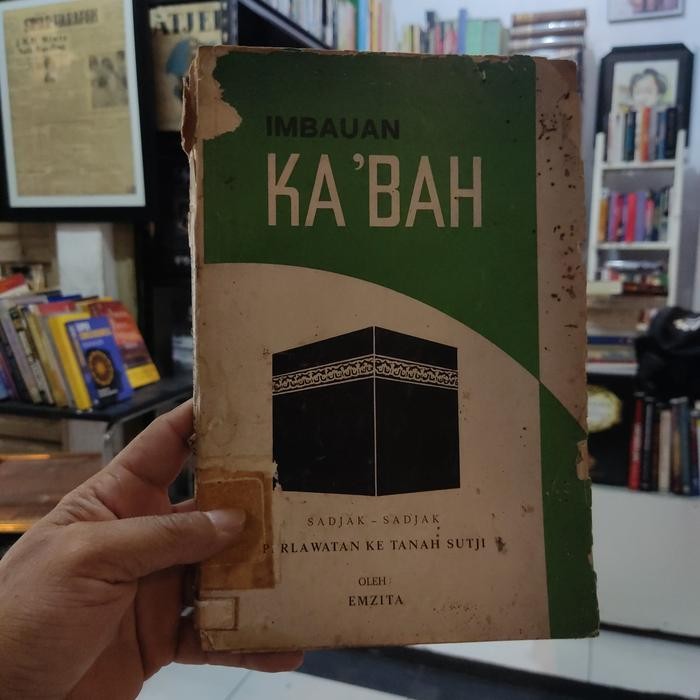 IMBAUAN
KA'BAH
SADJAK - SADJAK
PERLAWATAN KE TANAH SUTJI
OLEH :
EMZITA